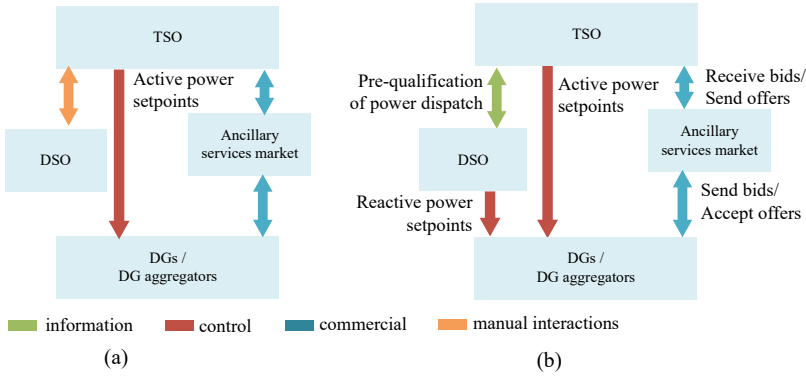 TSO
Active power
setpoints
DSO
Ancillary
services market
DGs /
DG aggregators
TSO
Pre-qualification
of power dispatch
Active power
setpoints
Receive bids/
Send offers
DSO
Ancillary
services market
Reactive power
setpoints
Send bids/
Accept offers
DGs /
DG aggregators
information
control
commercial
manual interactions
(a)
(b)